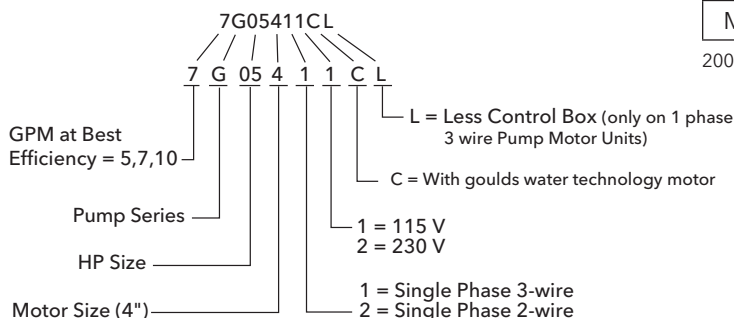 7G05411CL
7 G 05 4 1 1 C L
L = Less Control Box (only on 1 phase
3 wire Pump Motor Units)
GPM at Best
Efficiency = 5,7,10
C = With goulds water technology motor
Pump Series
1 = 115 V
2 = 230 V
HP Size
1 = Single Phase 3-wire
2 = Single Phase 2-wire
Motor Size (4")
200